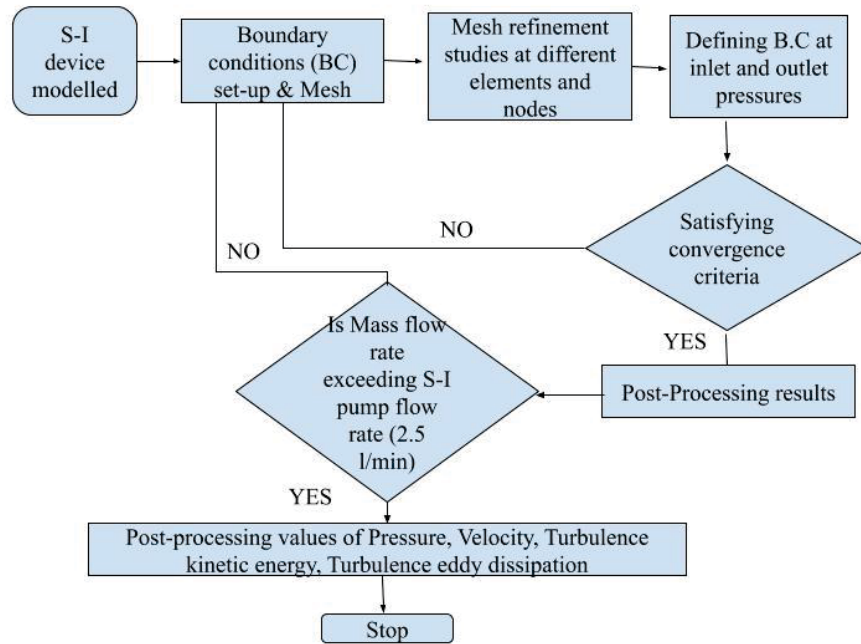 S-I
device
modelled
Boundary
conditions (BC)
set-up & Mesh
Mesh refinement
studies at different
elements and
nodes
Defining B.C at
inlet and outlet
pressures
Satisfying
convergence
criteria
NO
NO
YES
Post-Processing results
Is Mass flow
rate
exceeding S-I
pump flow
rate (2.5
l/min)
YES
Post-processing values of Pressure, Velocity, Turbulence
kinetic energy, Turbulence eddy dissipation
Stop